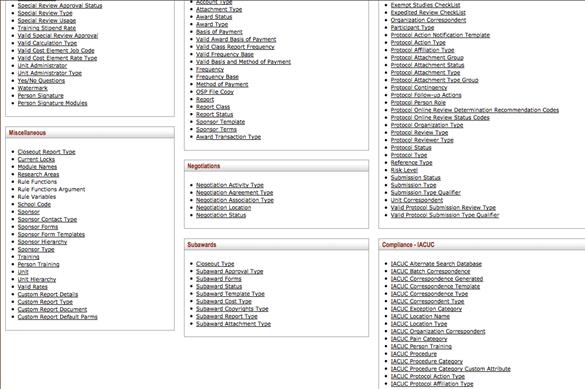 Special Review Approval Status
Special Review Type
Special Review Usage
Training Stipend Rate
Valid Special Review Approval
Valid Calculation Type
Valid Cost Element Job Code
Valid Cost Element Rate Type
Unit Administrator
Unit Administrator Type
Yes/No Questions
Watermark
Person Signature
Person Signature Modules
Miscellaneous
Closeout Report Type
Current Locks
Module Names
Research Areas
Rule Functions
Rule Functions Argument
Rule Variables
School Code
Sponsor
Sponsor Contact Type
Sponsor Forms
Sponsor Form Templates
Sponsor Hierarchy
Sponsor Type
Training
Person Training
Unit
Unit Hierarchy
Valid Rates
Custom Report Details
Custom Report Type
Custom Report Document
Custom Report Default Parms
Account Type
Attachment Type
Award Status
Award Type
Basis of Payment
Valid Award Basis of Payment
Valid Class Report Frequency
Valid Frequency Base
Valid Basis and Method of Payment
Frequency
Frequency Base
Method of Payment
OSP File Copy
Report
Report Class
Report Status
Sponsor Template
Sponsor Terms
Award Transaction Type
Negotiations
Negotiation Activity Type
Negotiation Agreement Type
Negotiation Association Type
Negotiation Location
Negotiation Status
Subawards
Closeout Type
Subaward Approval Type
Subaward Forms
Subaward Status
Subaward Template Type
Subaward Cost Type
Subaward Copyrights Type
Subaward Report Type
Subaward Attachment Type
Exempt Studies CheckList
Expedited Review CheckList
Organization Correspondent
Participant Type
Protocol Action Notification Template
Protocol Action Type
Protocol Affiliation Type
Protocol Attachment Group
Protocol Attachment Status
Protocol Attachment Type
Protocol Attachment Type Group
Protocol Contingency
Protocol Follow-up Actions
Protocol Person Role
Protocol Online Review Determination Recommendation Codes
Protocol Online Review Status Codes
Protocol Organization Type
Protocol Review Type
Protocol Reviewer Type
Protocol Status
Protocol Type
Reference Type
Risk Level
Submission Status
Submission Type
Submission Type Qualifier
Unit Correspondent
Valid Protocol Submission Review Type
Valid Protocol Submission Type Qualifier
Compliance - IACUC
IACUC Alternate Search Database
IACUC Batch Correspondence
IACUC Correspondence Generated
IACUC Correspondence Template
IACUC Correspondence Type
IACUC Correspondent Type
IACUC Exception Category
IACUC Location Name
IACUC Location Type
IACUC Organization Correspondent
IACUC Pain Category
IACUC Person Training
IACUC Procedure
IACUC Procedure Category
IACUC Procedure Category Custom Attribute
IACUC Protocol Action Type
IACUC Protocol Affiliation Type